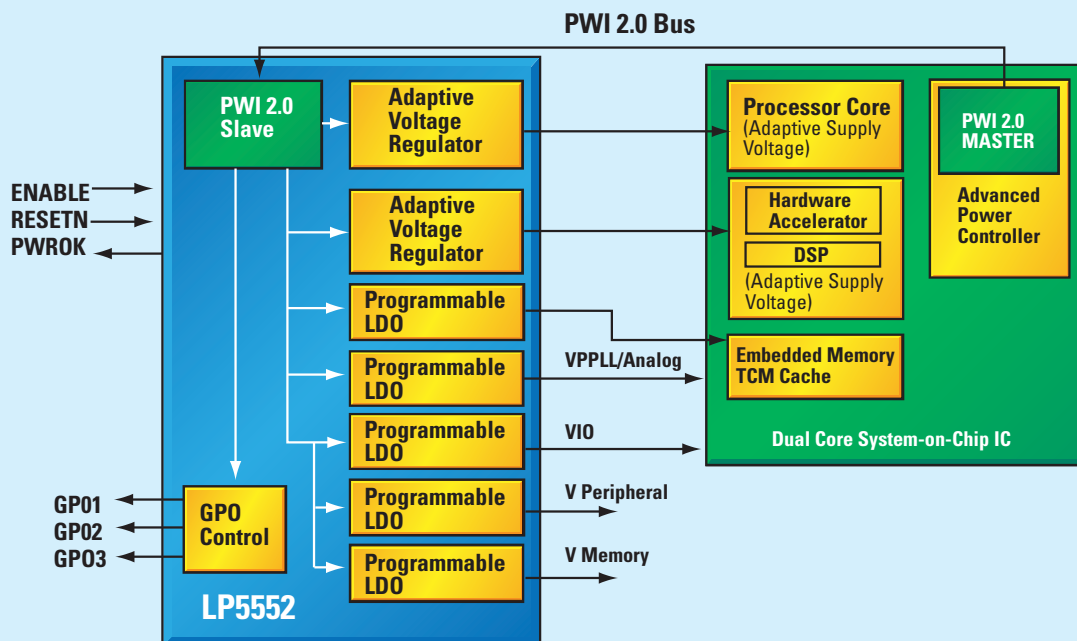 PWI 2.0 Bus
PWI 2.0
Slave
Adaptive
Voltage
Regulator
Processor Core
(Adaptive Supply
Voltage)
PWI 2.0
MASTER
Advanced
Power
Controller
ENABLE
RESETN
PWROK
Adaptive
Voltage
Regulator
Hardware
Accelerator
DSP
(Adaptive Supply
Voltage)
Programmable
LDO
Embedded Memory
TCM Cache
Programmable
LDO
VPPLL/Analog
Programmable
LDO
VIO
Dual Core System-on-Chip IC
GPO1
GPO2
GPO3
GPO
Control
Programmable
LDO
V Peripheral
Programmable
LDO
V Memory
LP5552